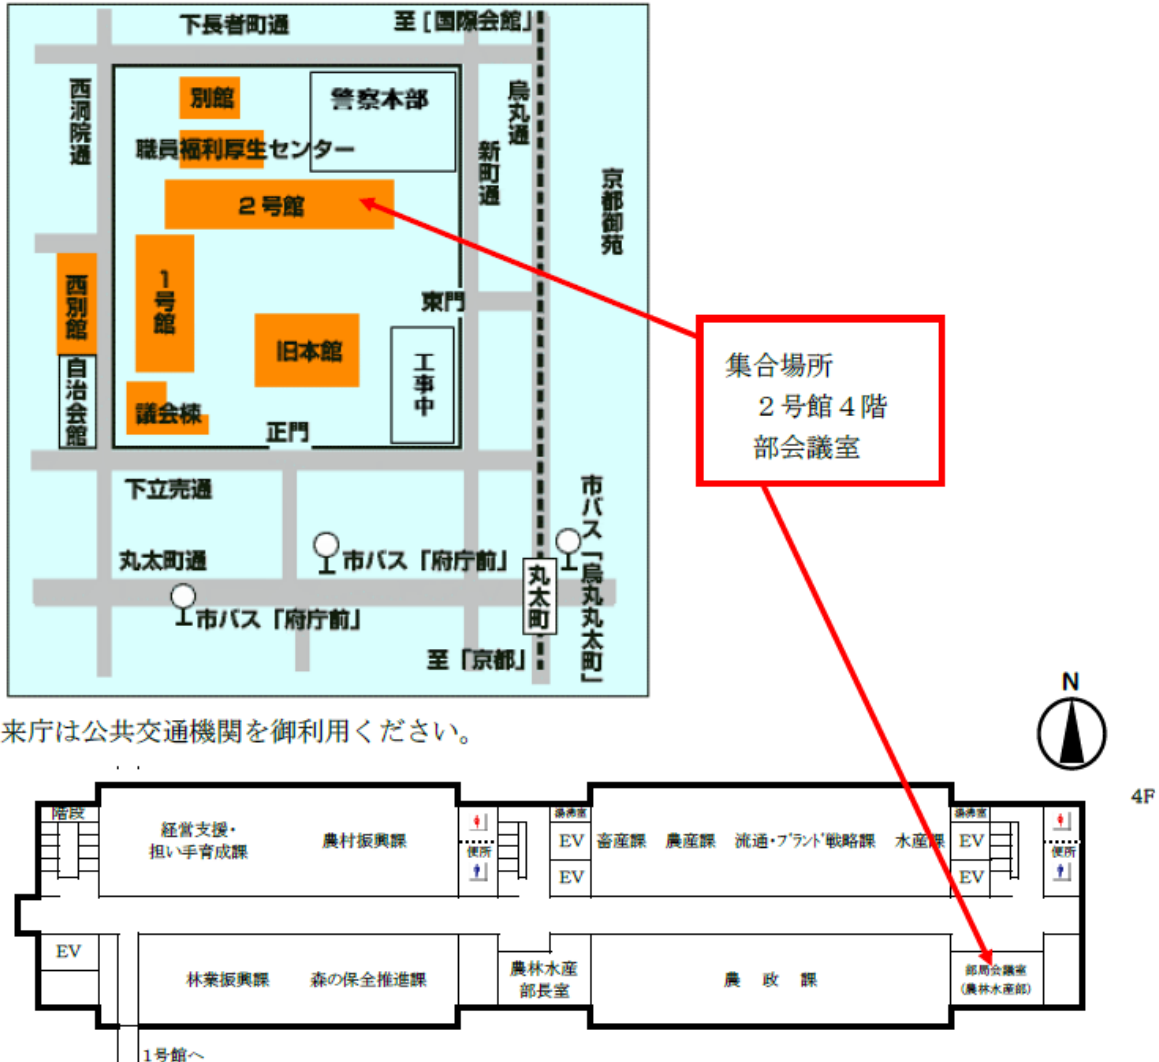 下長者町通
至［国際会館」
西洞院通
別館
警察本部
烏丸通
職員福利厚生センター
新町通
京都御苑
２号館
1号館
西別館
東門
旧本館
工事中
自治会館
議会棟
正門
集合場所
２号館４階
部会議室
下立売通
丸太町通
市バス「府庁前」
市バス「烏丸丸太町」
丸太町
市バス「府庁前」
至「京都」
来庁は公共交通機関を御利用ください。
N
4F
階段
経営支援・
担い手育成課
農村振興課
便所
湯沸室
EV
EV
畜産課 農産課 流通・ブランド戦略課 水産課
湯沸室
EV
EV
便所
EV
林業振興課 森の保全推進課
農林水産
部長室
農 政 課
部局会議室
(農林水産部)
1号館へ